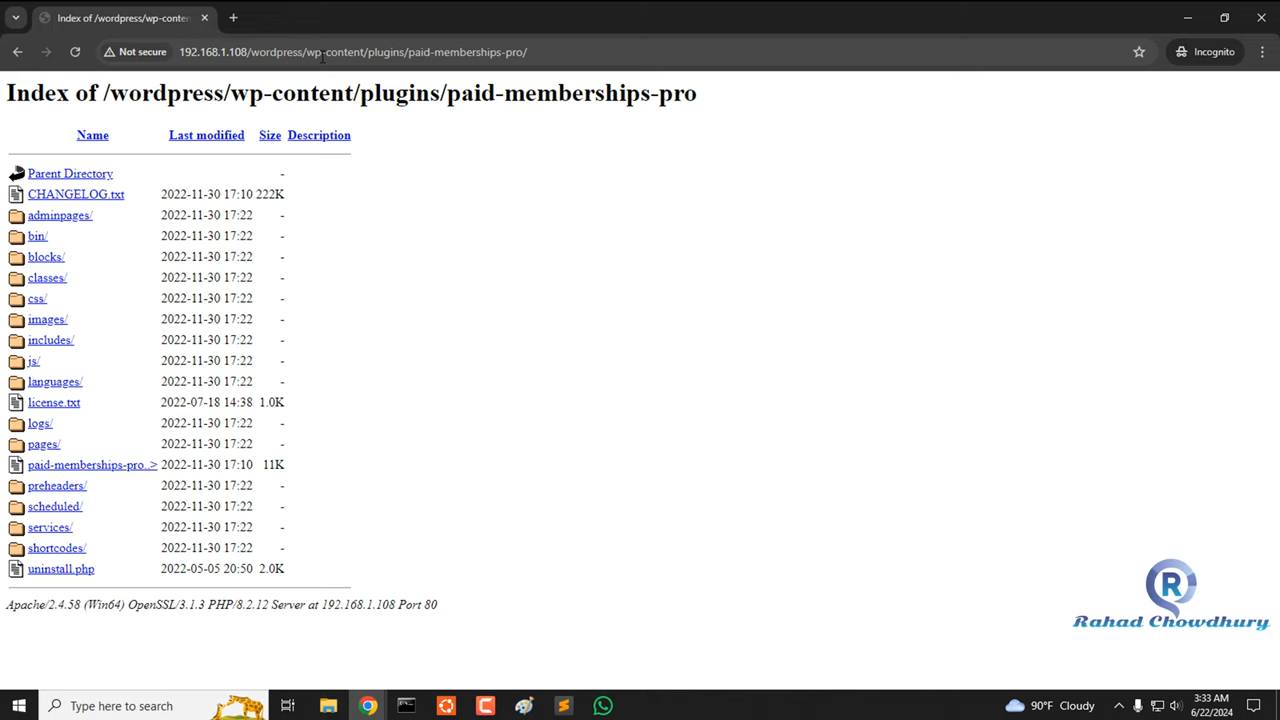 Index of /wordpress/wp-conten
Not secure 192.168.1.108/wordpress/wp-content/plugins/paid-memberships-pro/ Incognito
Index of /wordpress/wp-content/plugins/paid-memberships-pro
Name Last modified Size Description
Parent Directory -
CHANGELOG.txt 2022-11-30 17:10 222K
adminpages/ 2022-11-30 17:22 -
bin/ 2022-11-30 17:22 -
blocks/ 2022-11-30 17:22 -
classes/ 2022-11-30 17:22 -
css/ 2022-11-30 17:22 -
images/ 2022-11-30 17:22 -
includes/ 2022-11-30 17:22 -
js/ 2022-11-30 17:22 -
languages/ 2022-11-30 17:22 -
license.txt 2022-07-18 14:38 1.0K
logs/ 2022-11-30 17:22 -
pages/ 2022-11-30 17:22 -
paid-memberships-pro..> 2022-11-30 17:10 11K
preheaders/ 2022-11-30 17:22 -
scheduled/ 2022-11-30 17:22 -
services/ 2022-11-30 17:22 -
shortcodes/ 2022-11-30 17:22 -
uninstall.php 2022-05-05 20:50 2.0K
Apache/2.4.58 (Win64) OpenSSL/3.1.3 PHP/8.2.12 Server at 192.168.1.108 Port 80
R
Rahad Chowdhury
Type here to search 90°F Cloudy 3:33 AM
6/22/2024